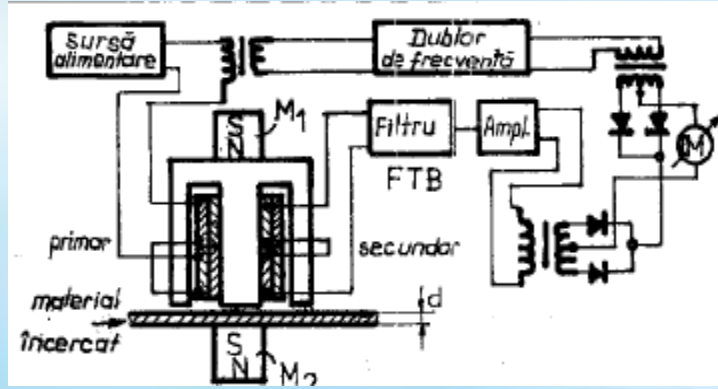 Sursă
alimentare
Dublor
de frecvență
S
N
M1
Filtru
FTB
Ampl.
M
primar
secundar
material
încercat
d
S
N
M2